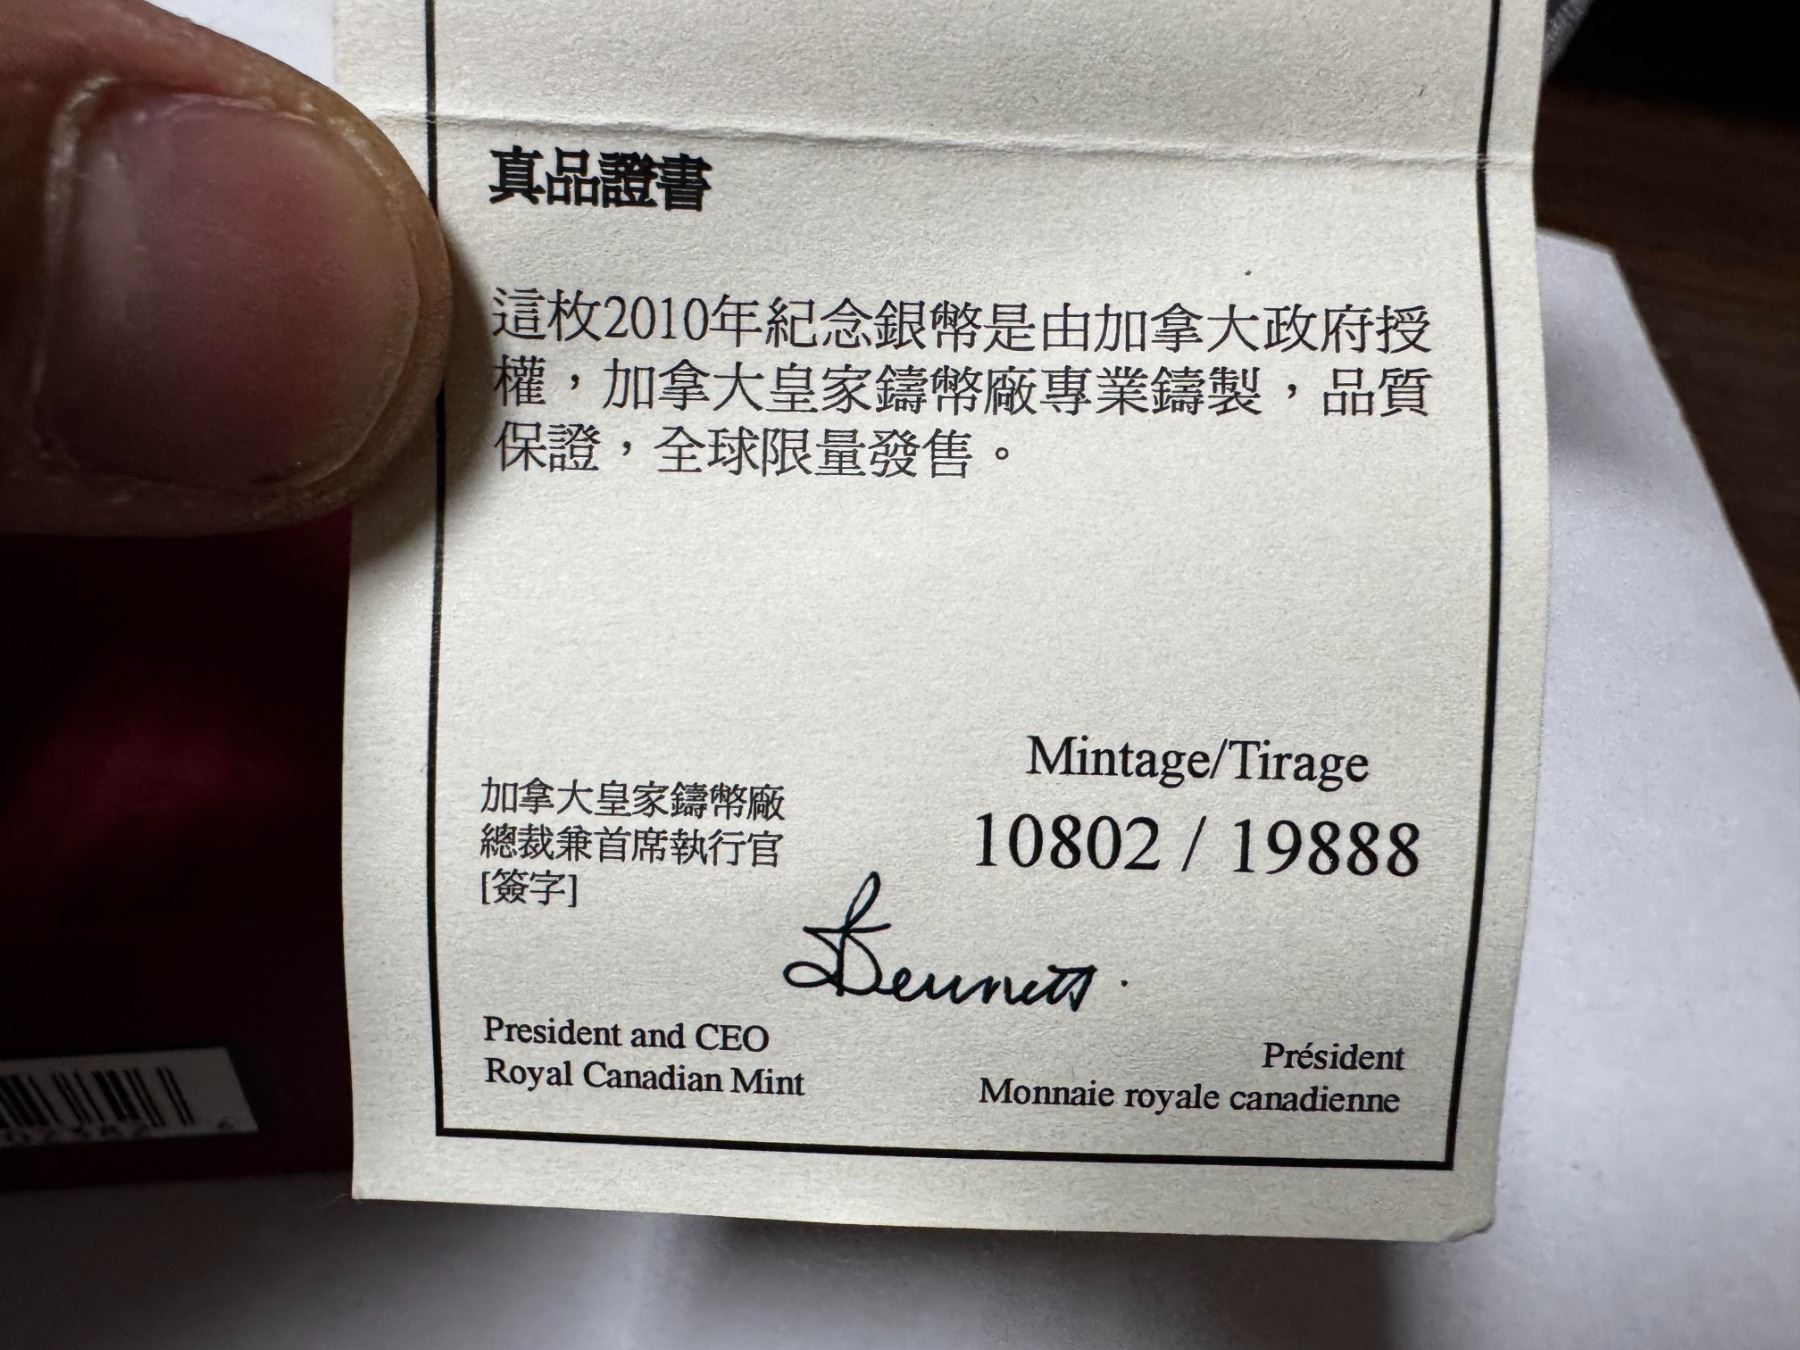 真品證書
這枚2010年紀念銀幣是由加拿大政府授
權，加拿大皇家鑄幣廠專業鑄製，品質
保證，全球限量發售。
Mintage/Tirage
10802 / 19888
加拿大皇家鑄幣廠
總裁兼首席執行官
[簽字]
Bennett
President and CEO
Royal Canadian Mint
Président
Monnaie royale canadienne